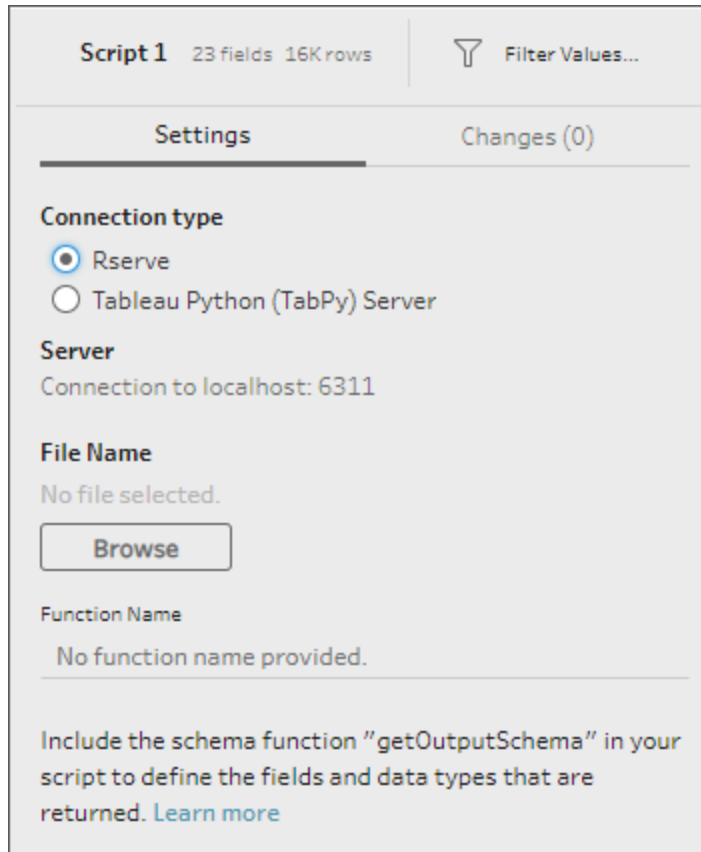 Script 1 23 fields 16K rows Filter Values...
Settings Changes (0)
Connection type
Rserve
Tableau Python (TabPy) Server
Server
Connection to localhost: 6311
File Name
No file selected.
Browse
Function Name
No function name provided.
Include the schema function "getOutputSchema" in your
script to define the fields and data types that are
returned. Learn more